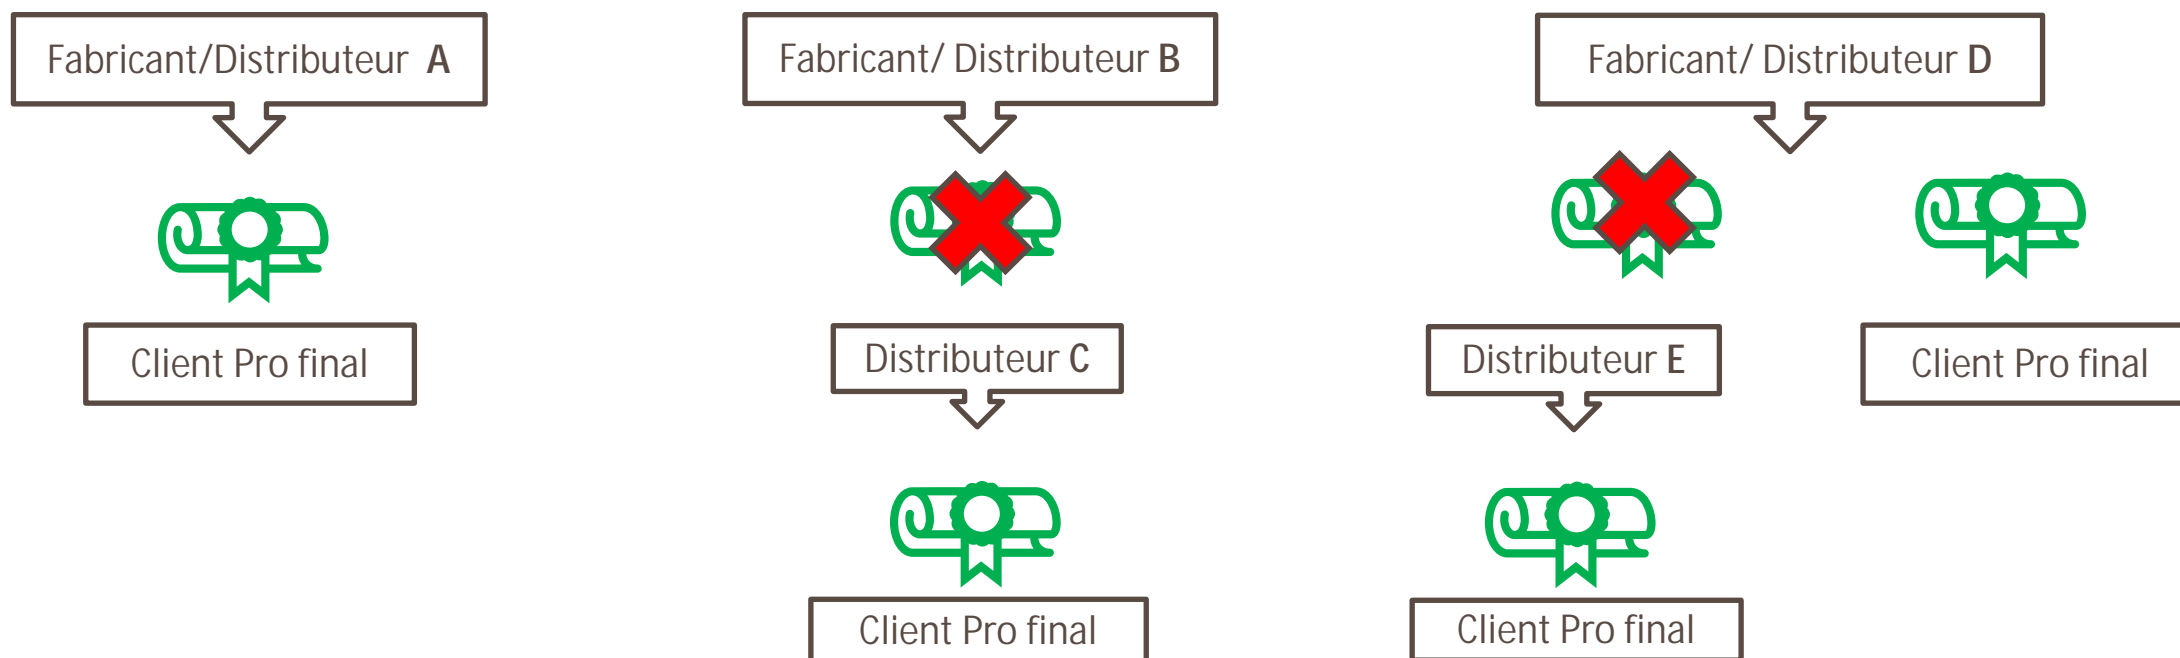 Fabricant/Distributeur A
Fabricant/ Distributeur B
Fabricant/ Distributeur D
Client Pro final
Distributeur C
Distributeur E
Client Pro final
Client Pro final
Client Pro final